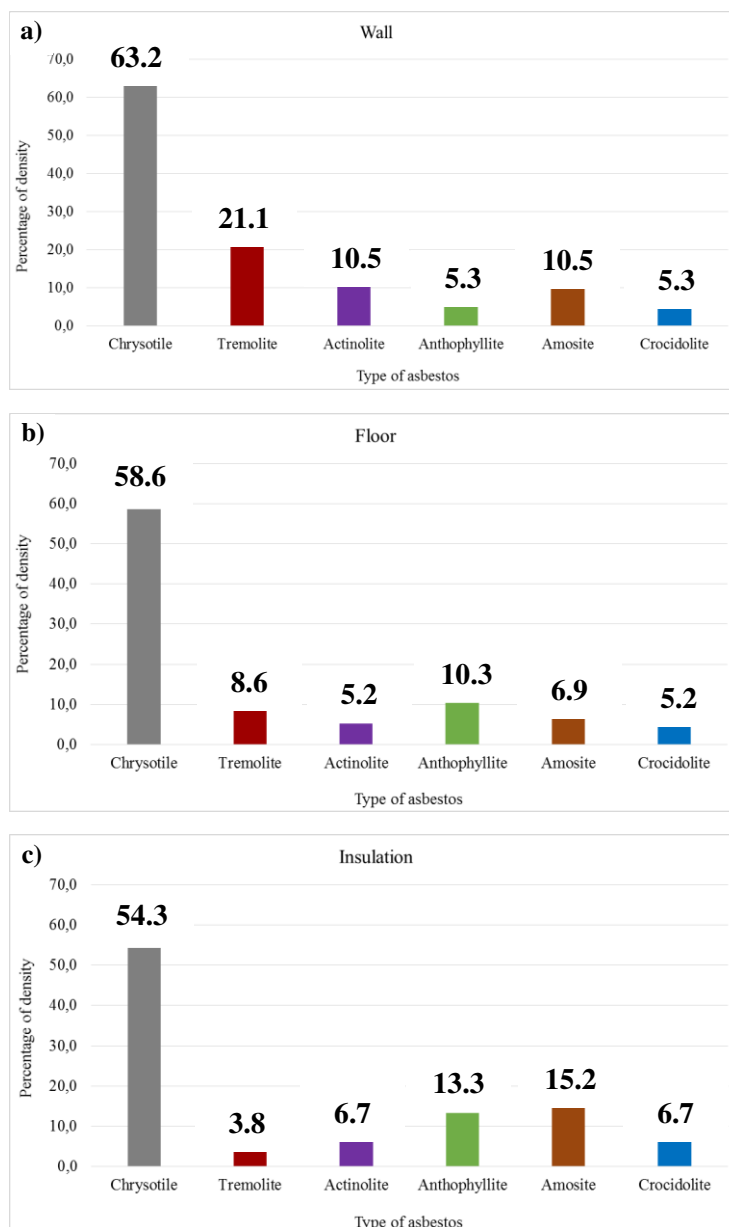 a)
Wall
Percentage of density
70,0
60,0
50,0
40,0
30,0
20,0
10,0
0,0
63.2
21.1
10.5
5.3
10.5
5.3
Chrysotile Tremolite Actinolite Anthophyllite Amosite Crocidolite
Type of asbestos
b)
Floor
Percentage of density
70,0
60,0
50,0
40,0
30,0
20,0
10,0
0,0
58.6
8.6
5.2
10.3
6.9
5.2
Chrysotile Tremolite Actinolite Anthophyllite Amosite Crocidolite
Type of asbestos
c)
Insulation
Percentage of density
70,0
60,0
50,0
40,0
30,0
20,0
10,0
0,0
54.3
3.8
6.7
13.3
15.2
6.7
Chrysotile Tremolite Actinolite Anthophyllite Amosite Crocidolite
Type of asbestos